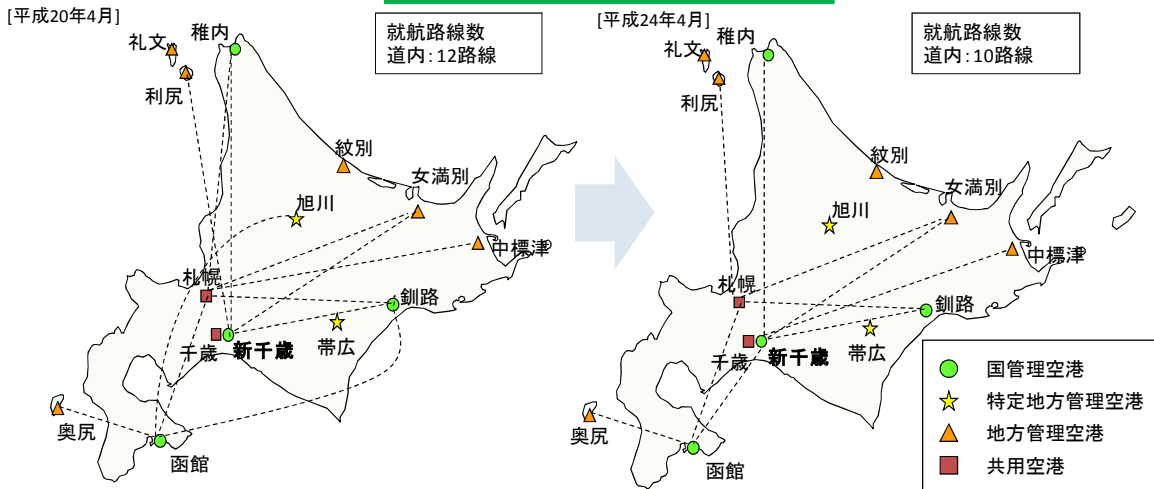 [平成20年4月]
就航路線数
道内:12路線
礼文
稚内
利尻
紋別
女満別
旭川
中標津
札幌
釧路
千歳
新千歳
帯広
奥尻
函館
[平成24年4月]
就航路線数
道内:10路線
礼文
稚内
利尻
紋別
女満別
旭川
中標津
札幌
釧路
千歳
新千歳
帯広
奥尻
函館
国管理空港
特定地方管理空港
地方管理空港
共用空港